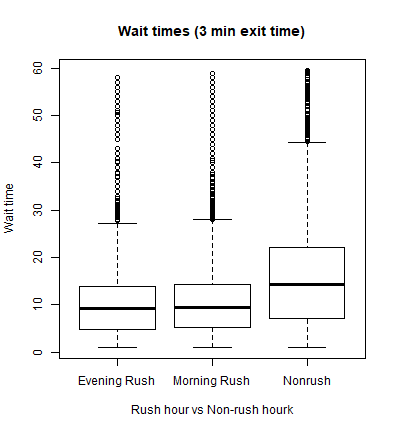 Wait times (3 min exit time)
60
50
40
30
20
10
0
Wait time
Evening Rush Morning Rush Nonrush
Rush hour vs Non-rush hourk